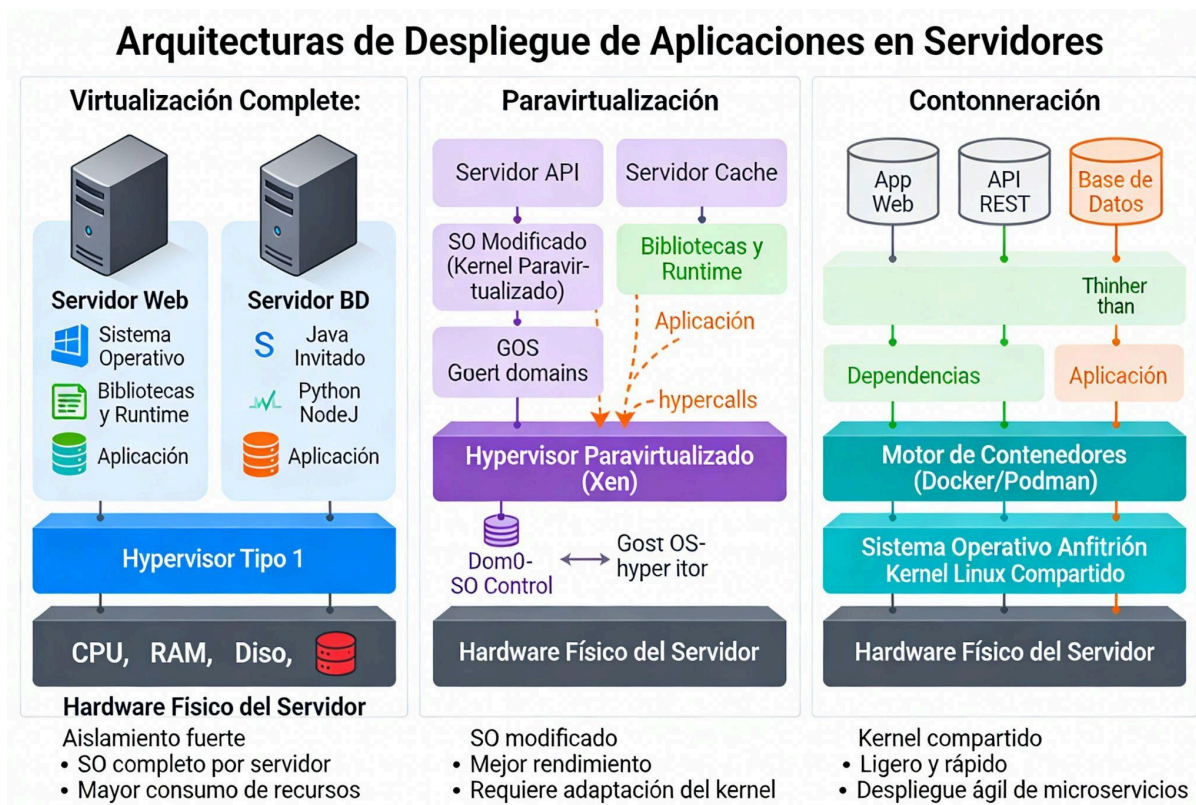 Arquitecturas de Despliegue de Aplicaciones en Servidores
Virtualización Complete:
Servidor Web
Sistema
Operativo
Bibliotecas
y Runtime
Aplicación
Servidor BD
S
Java
Invitado
Python
NodeJ
Aplicación
Hypervisor Tipo 1
CPU, RAM, Diso,
Hardware Físico del Servidor
Aislamiento fuerte
• SO completo por servidor
• Mayor consumo de recursos
Paravirtualización
Servidor API
Servidor Cache
SO Modificado
(Kernel Paravir-
tualizado)
Bibliotecas y
Runtime
Aplicación
GOS
Goert domains
hypercalls
Hypervisor Paravirtualizado
(Xen)
Dom0-
SO Control
Gost OS-
hyper itor
Hardware Físico del Servidor
SO modificado
• Mejor rendimiento
• Requiere adaptación del kernel
Contonneración
App
Web
API
REST
Base de
Datos
Thinher
than
Dependencias
Aplicación
Motor de Contenedores
(Docker/Podman)
Sistema Operativo Anfitrión
Kernel Linux Compartido
Hardware Físico del Servidor
Kernel compartido
• Ligero y rápido
• Despliegue ágil de microservicios